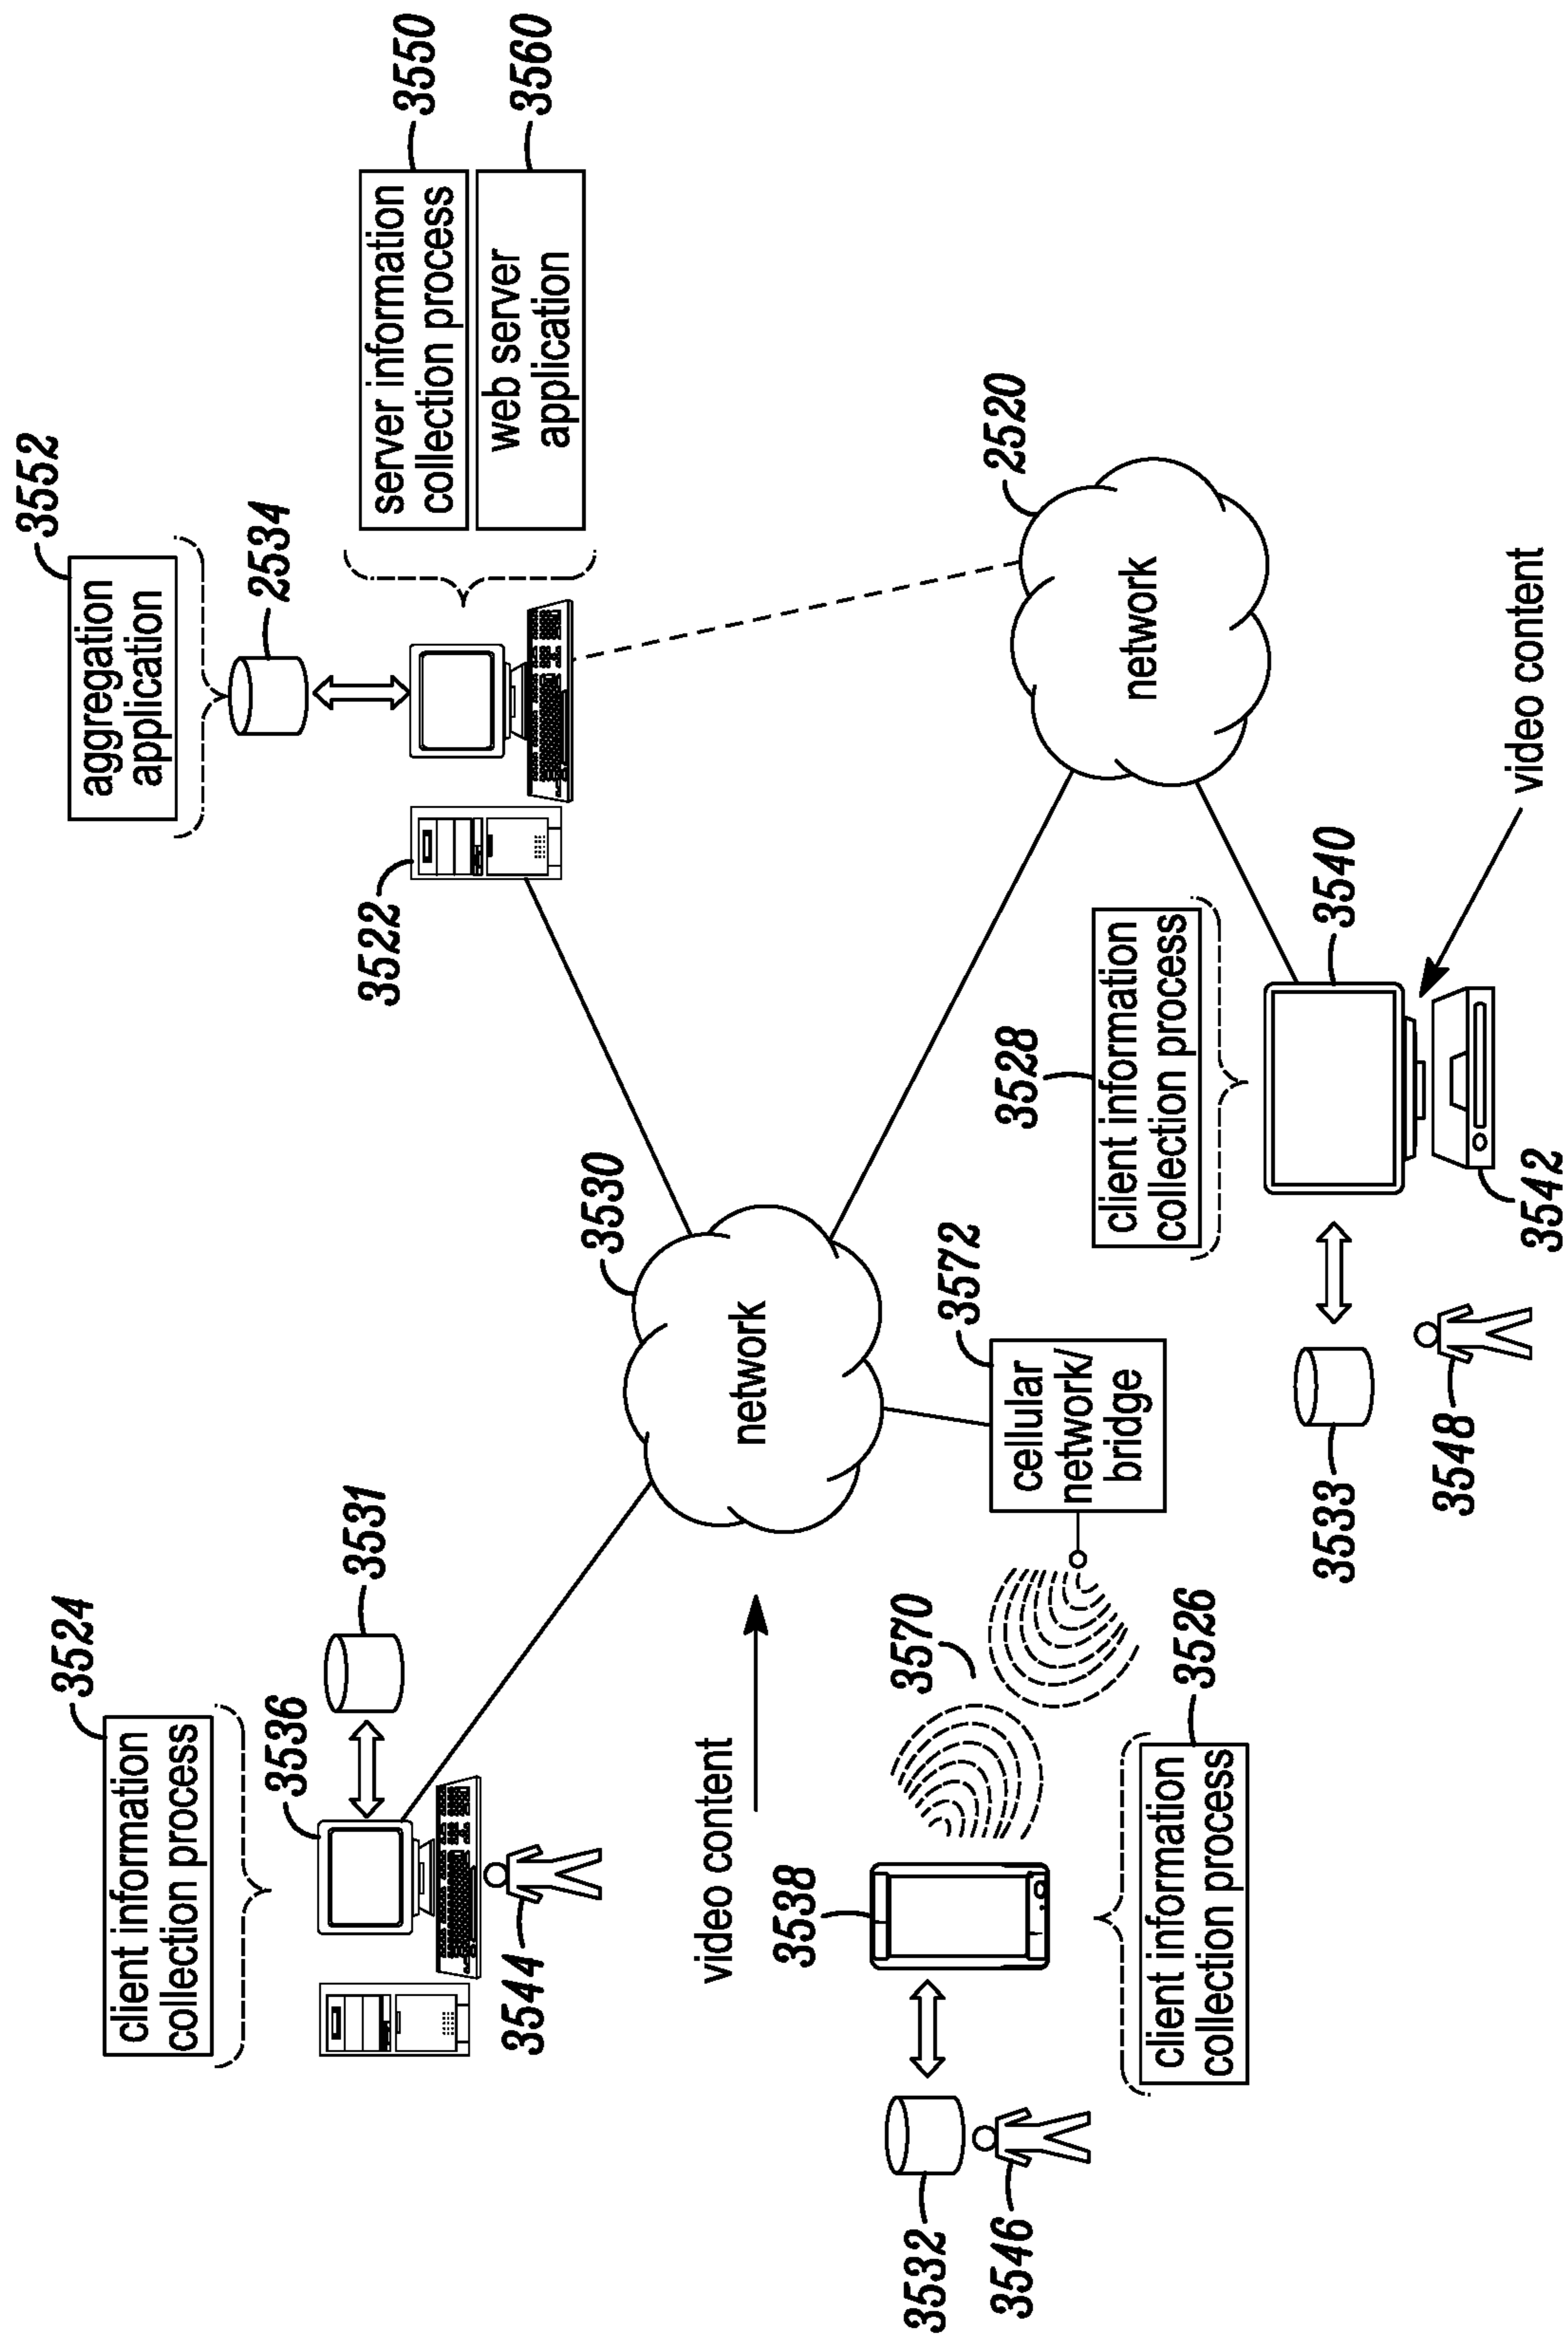 3524
client information
collection process
3536
3531
3544
3552
aggregation
application
2534
3522
server information
collection process
3550
web server
application
3560
3530
network
video content
3538
3570
3532
3546
client information
collection process
3526
cellular
network/
bridge
3572
2520
network
3528
client information
collection process
3540
video content
3533
3548
3542